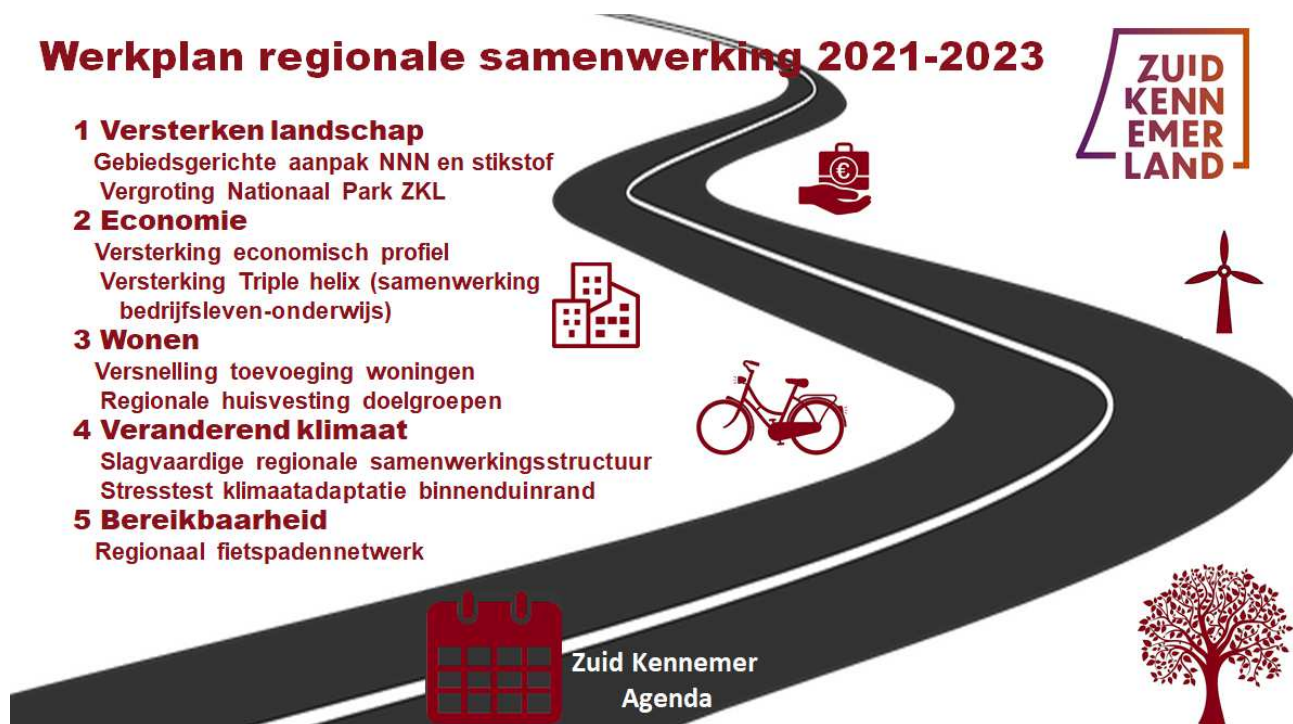 Werkplan regionale samenwerking 2021-2023
ZUID
KENN
EMER
LAND
1 Versterken landschap
Gebiedsgerichte aanpak NNN en stikstof
Vergroting Nationaal Park ZKL
2 Economie
Versterking economisch profiel
Versterking Triple helix (samenwerking
bedrijfsleven-onderwijs)
3 Wonen
Versnelling toevoeging woningen
Regionale huisvesting doelgroepen
4 Veranderend klimaat
Slagvaardige regionale samenwerkingsstructuur
Stresstest klimaatadaptatie binnenduinrand
5 Bereikbaarheid
Regionaal fietspadennetwerk
€
Zuid Kennemer
Agenda